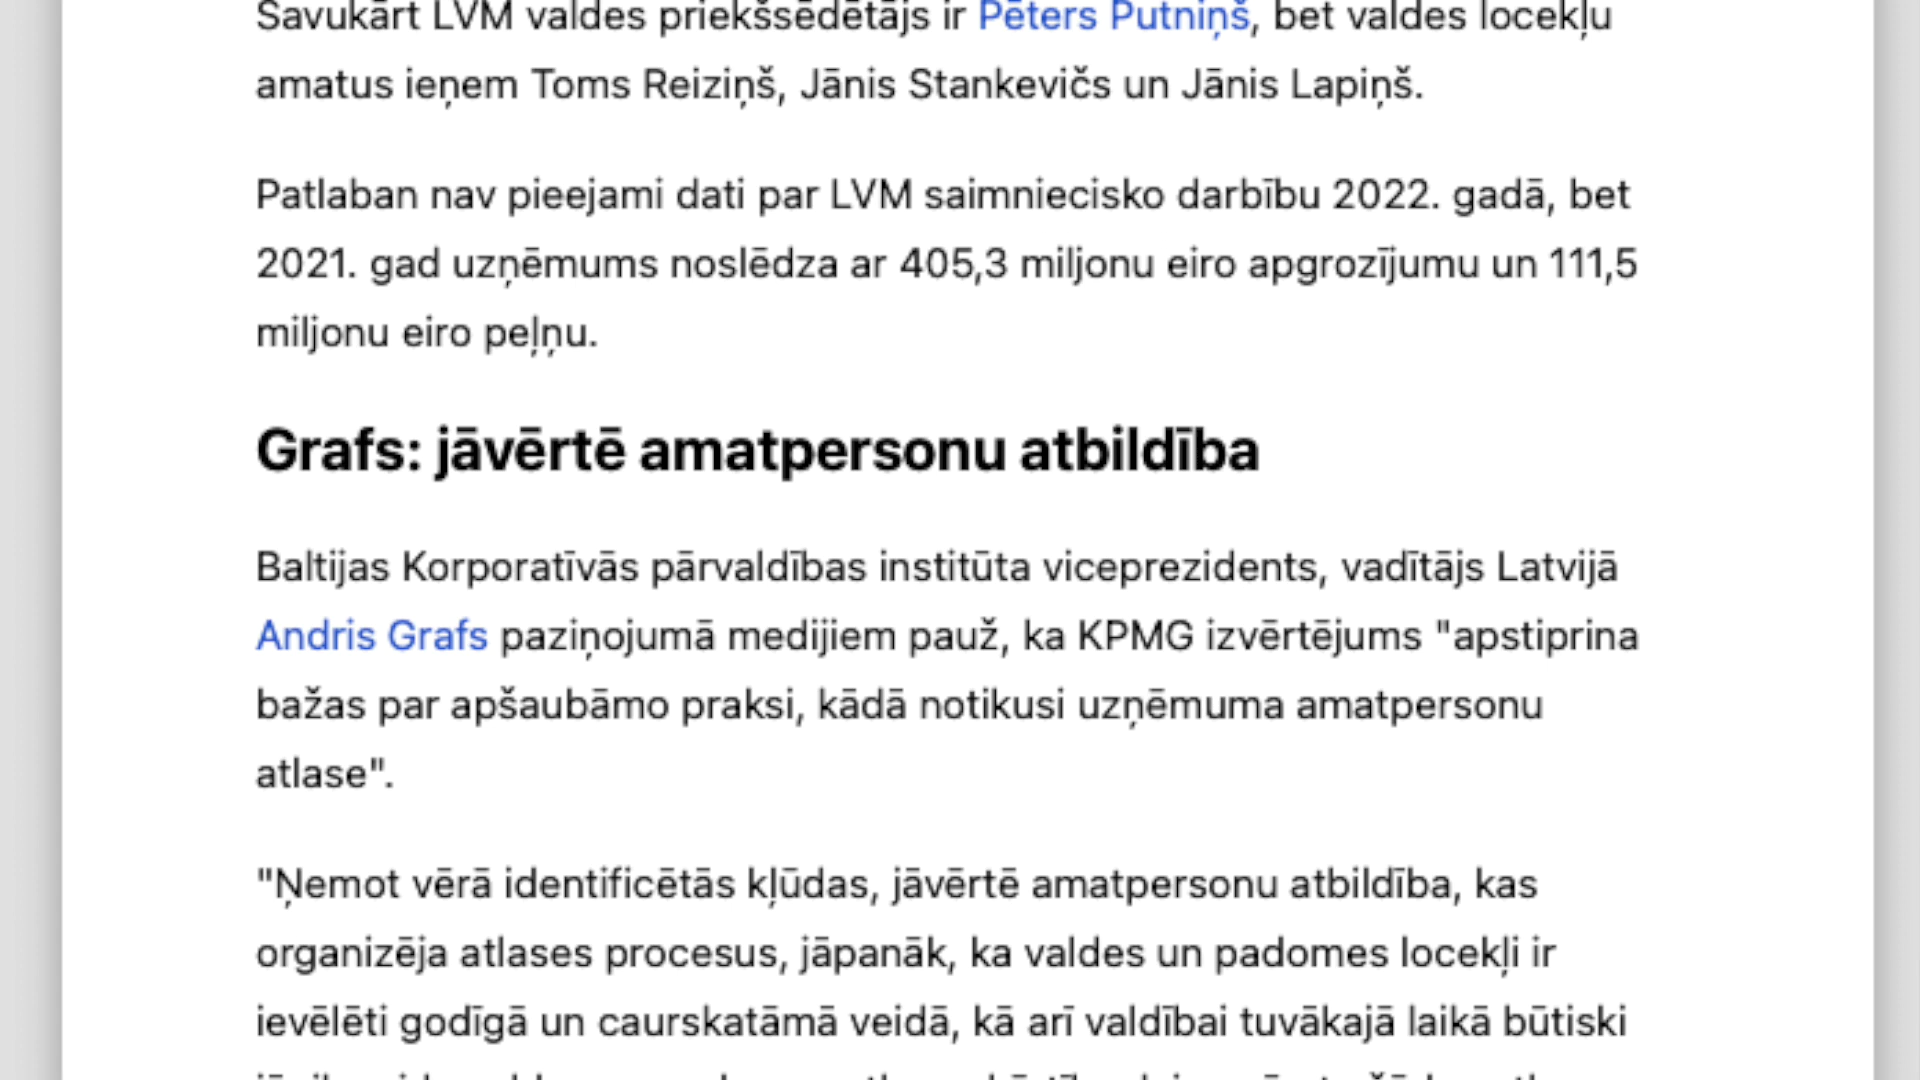 Savukārt LVM valdes priekšsēdētājs ir Pēters Putniņš, bet valdes locekļu
amatus ieņem Toms Reiziņš, Jānis Stankevičs un Jānis Lapiņš.
Patlaban nav pieejami dati par LVM saimniecisko darbību 2022. gadā, bet
2021. gad uzņēmums noslēdza ar 405,3 miljonu eiro apgrozījumu un 111,5
miljonu eiro peļņu.
Grafs: jāvērtē amatpersonu atbildība
Baltijas Korporatīvās pārvaldības institūta viceprezidents, vadītājs Latvijā
Andris Grafs paziņojumā medijiem pauž, ka KPMG izvērtējums "apstiprina
bažas par apšaubāmo praksi, kādā notikusi uzņēmuma amatpersonu
atlase".
"Ņemot vērā identificētās kļūdas, jāvērtē amatpersonu atbildība, kas
organizēja atlases procesus, jāpanāk, ka valdes un padomes locekļi ir
ievēlēti godīgā un caurskatāmā veidā, kā arī valdībai tuvākajā laikā būtiski